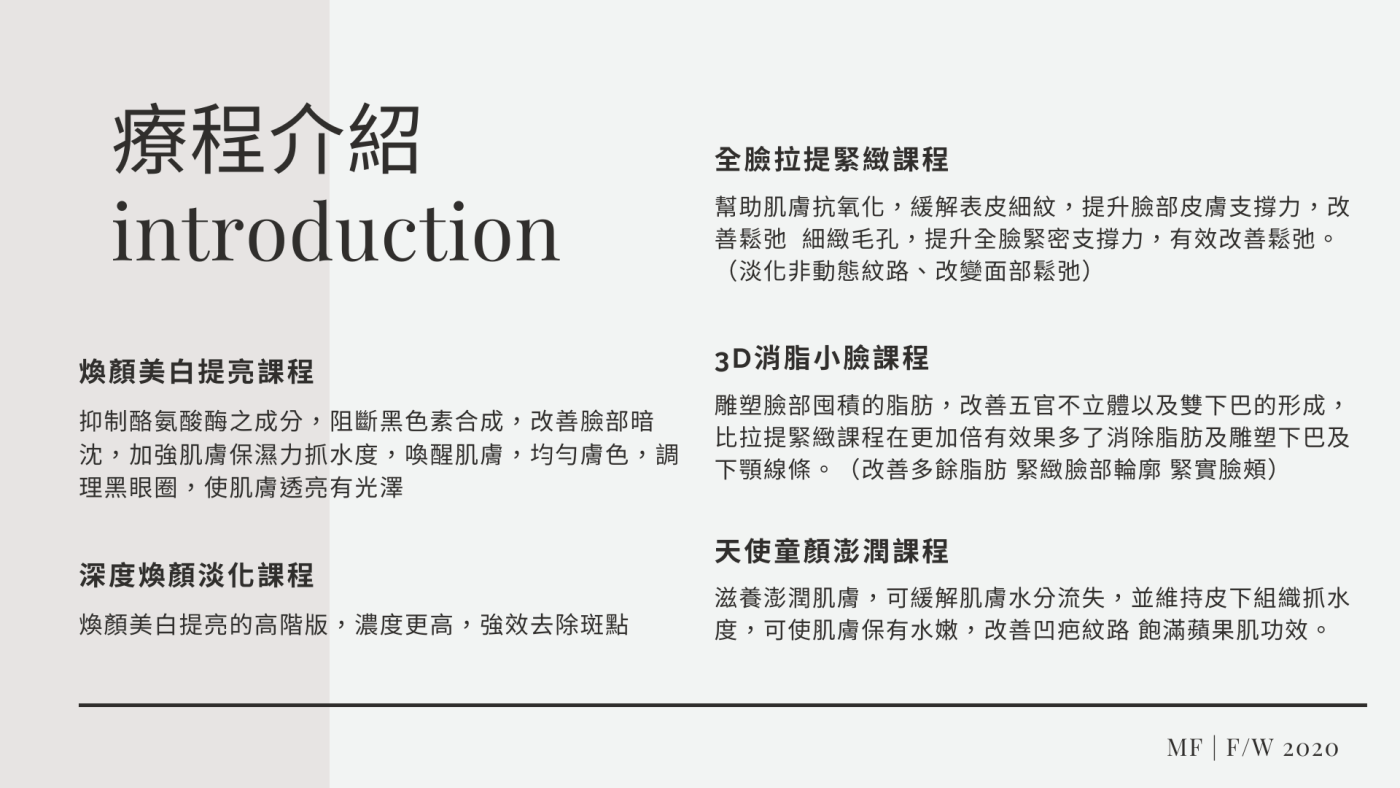 療程介紹
introduction
煥顏美白提亮課程
抑制酪氨酸酶之成分，阻斷黑色素合成，改善臉部暗
沈，加強肌膚保濕力抓水度，喚醒肌膚，均勻膚色，調
理黑眼圈，使肌膚透亮有光澤
深度煥顏淡化課程
煥顏美白提亮的高階版，濃度更高，強效去除斑點
全臉拉提緊緻課程
幫助肌膚抗氧化，緩解表皮細紋，提升臉部皮膚支撐力，改
善鬆弛 細緻毛孔，提升全臉緊密支撐力，有效改善鬆弛。
（淡化非動態紋路、改變面部鬆弛）
3D消脂小臉課程
雕塑臉部囤積的脂肪，改善五官不立體以及雙下巴的形成，
比拉提緊緻課程在更加倍有效果多了消除脂肪及雕塑下巴及
下顎線條。（改善多餘脂肪 緊緻臉部輪廓 緊實臉頰）
天使童顏澎潤課程
滋養澎潤肌膚，可緩解肌膚水分流失，並維持皮下組織抓水
度，可使肌膚保有水嫩，改善凹疤紋路 飽滿蘋果肌功效。
MF | F/W 2020